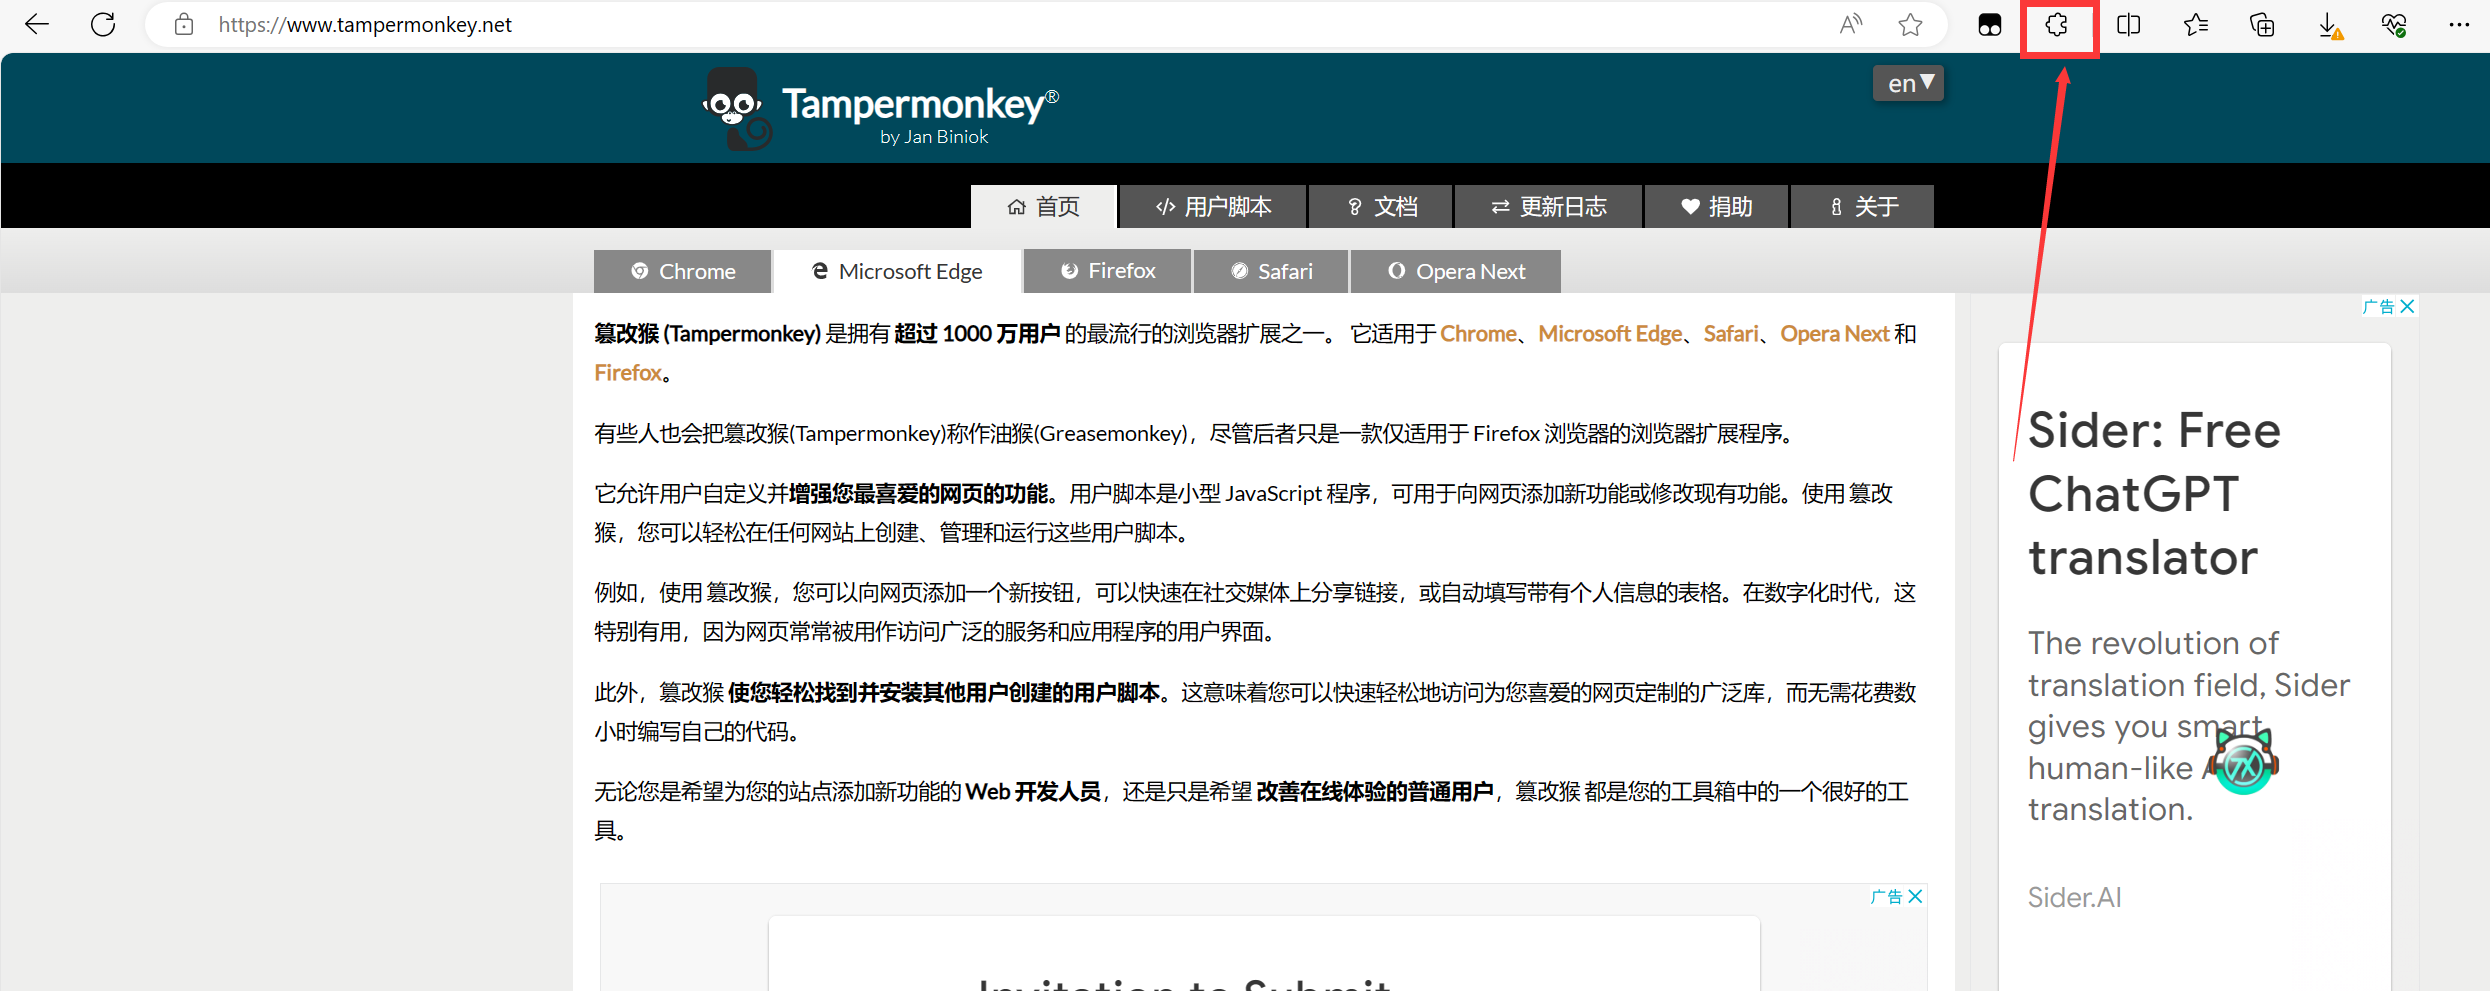 https://www.tampermonkey.net
Tampermonkey®
by Jan Biniok
en▼
首页
用户脚本
文档
更新日志
捐助
关于
Chrome
Microsoft Edge
Firefox
Safari
Opera Next
篡改猴 (Tampermonkey) 是拥有 超过 1000 万用户 的最流行的浏览器扩展之一。 它适用于 Chrome、Microsoft Edge、Safari、Opera Next 和
Firefox。
有些人也会把篡改猴(Tampermonkey)称作油猴(Greasemonkey)，尽管后者只是一款仅适用于 Firefox 浏览器的浏览器扩展程序。
它允许用户自定义并增强您最喜爱的网页的功能。用户脚本是小型 JavaScript 程序，可用于向网页添加新功能或修改现有功能。使用 篡改
猴，您可以轻松在任何网站上创建、管理和运行这些用户脚本。
例如，使用 篡改猴，您可以向网页添加一个新按钮，可以快速在社交媒体上分享链接，或自动填写带有个人信息的表格。在数字化时代，这
特别有用，因为网页常常被用作访问广泛的服务和应用程序的用户界面。
此外，篡改猴 使您轻松找到并安装其他用户创建的用户脚本。这意味着您可以快速轻松地访问为您喜爱的网页定制的广泛库，而无需花费数
小时编写自己的代码。
无论您是希望为您的站点添加新功能的 Web 开发人员，还是只是希望 改善在线体验的普通用户，篡改猴 都是您的工具箱中的一个很好的工
具。
广告
Invitation to Submit
广告
Sider: Free
ChatGPT
translator
The revolution of
translation field, Sider
gives you smart,
human-like
translation.
Sider.AI